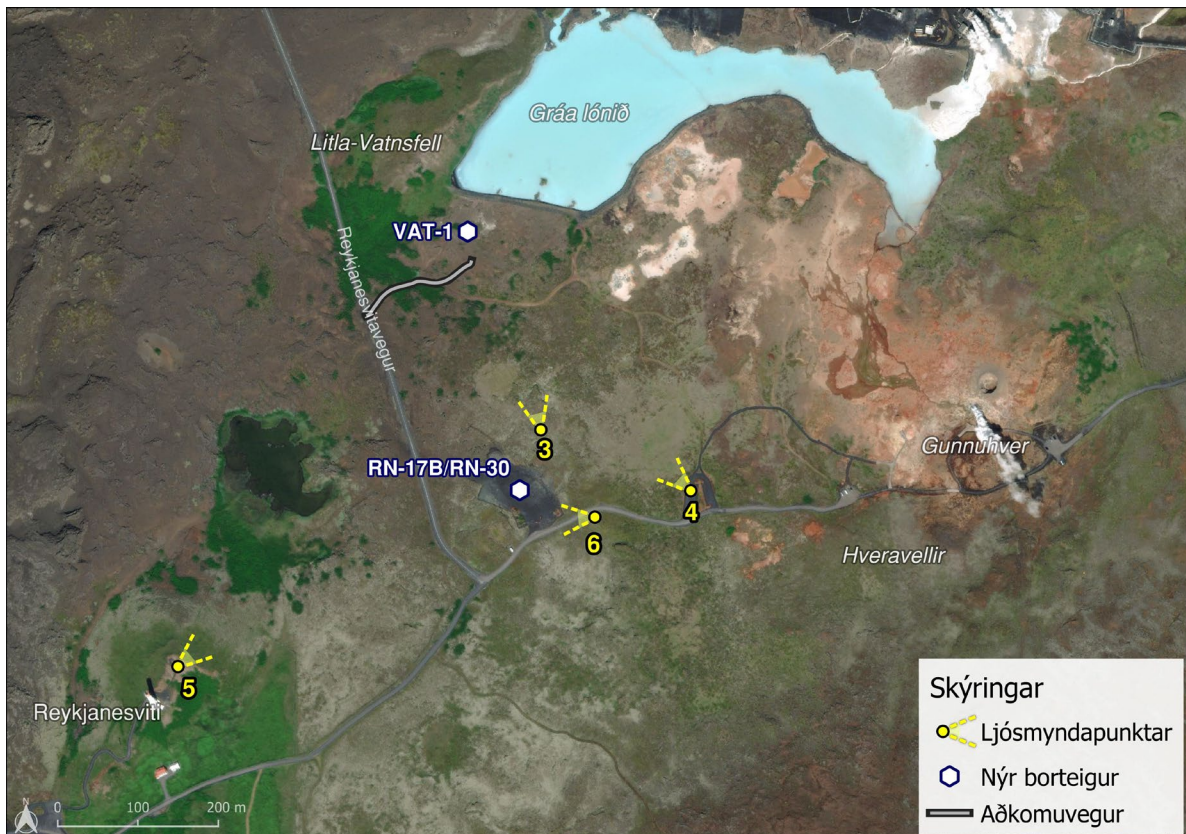 Gráa lónið
Litla-Vatnsfell
VAT-1
Reykjanesvitavegur
3
RN-17B/RN-30
Gunnuhver
4
6
Hveravellir
5
Reykjanesviti
Skýringar
Ljósmyndapunktar
Nýr borteigur
Aðkomuvegur
N
0 100 200 m